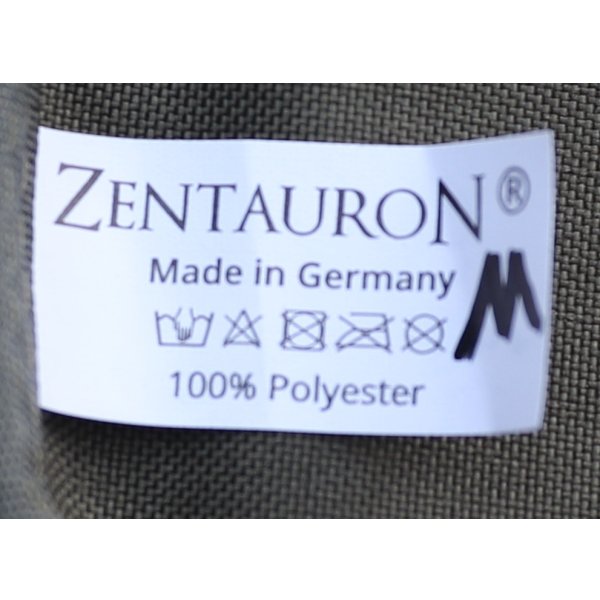 ZENTAURON®
Made in Germany
M
100% Polyester